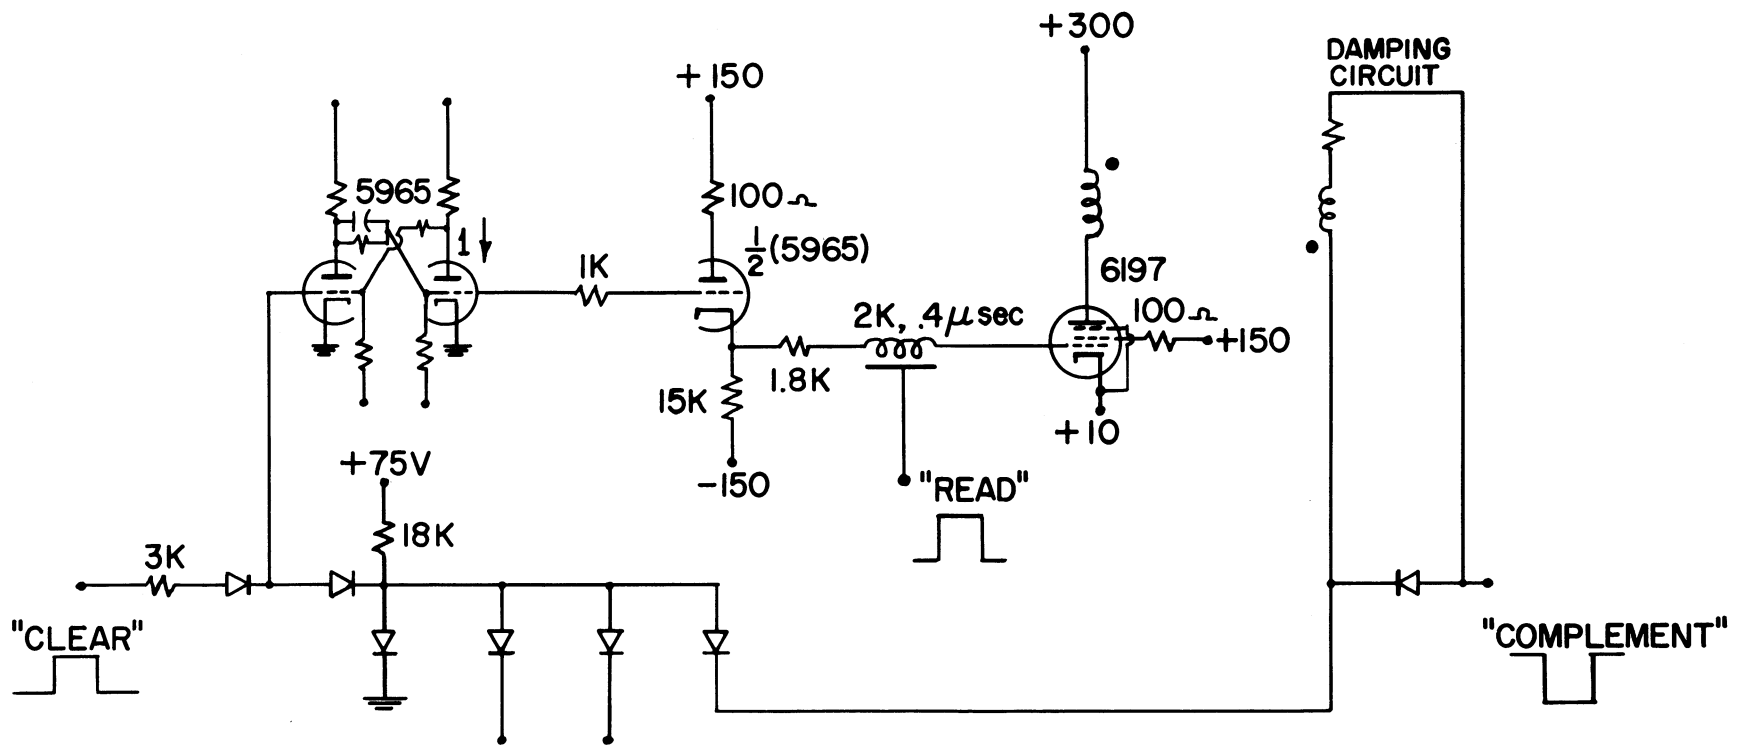 +300
DAMPING
CIRCUIT
+150
5965
100Ω
1
1/2(5965)
1K
6197
2K, .4μsec
100Ω
+150
1.8K
15K
+10
+75V
-150
"READ"
18K
3K
"CLEAR"
"COMPLEMENT"